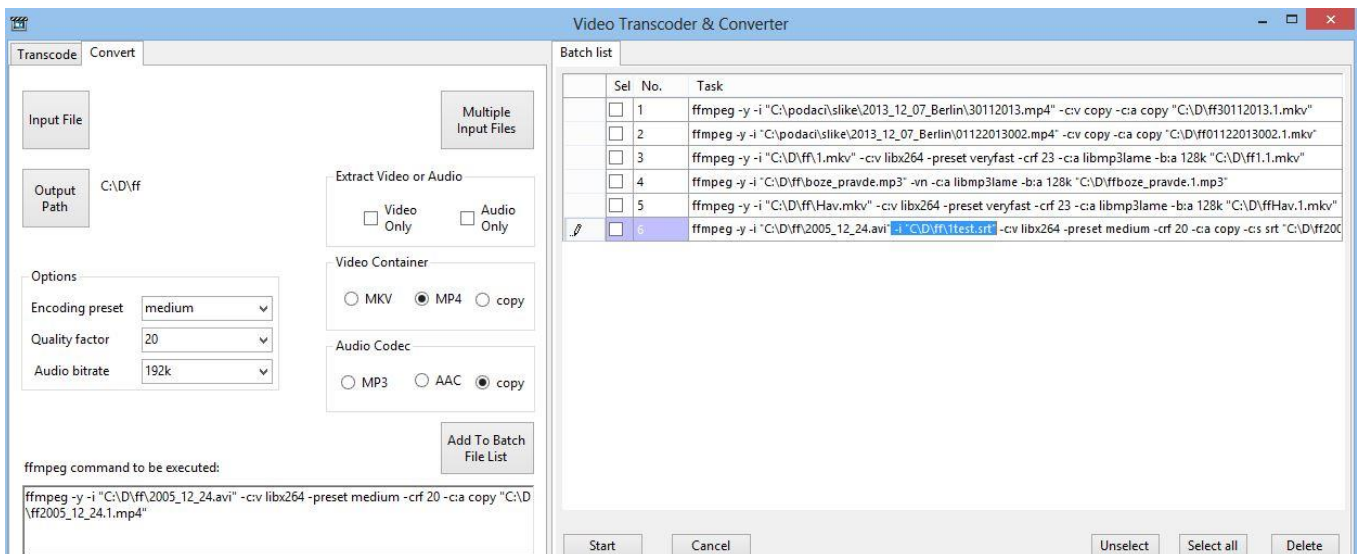 Video Transcoder & Converter
Transcode Convert
Input File
Multiple
Input Files
Output
Path
C:\D\ff
Extract Video or Audio
Video
Only
Audio
Only
Video Container
MKV MP4 copy
Options
Encoding preset medium
Quality factor 20
Audio bitrate 192k
Audio Codec
MP3 AAC copy
Add To Batch
File List
ffmpeg command to be executed:
ffmpeg -y -i "C:\D\ff\2005_12_24.avi" -c:v libx264 -preset medium -crf 20 -c:a copy "C:\D
\ff2005_12_24.1.mp4"
Batch list
Sel No. Task
1 ffmpeg -y -i "C:\podaci\slike\2013_12_07_Berlin\30112013.mp4" -c:v copy -c:a copy "C:\D\ff30112013.1.mkv"
2 ffmpeg -y -i "C:\podaci\slike\2013_12_07_Berlin\01122013002.mp4" -c:v copy -c:a copy "C:\D\ff01122013002.1.mkv"
3 ffmpeg -y -i "C:\D\ff\1.mkv" -c:v libx264 -preset veryfast -crf 23 -c:a libmp3lame -b:a 128k "C:\D\ff1.1.mkv"
4 ffmpeg -y -i "C:\D\ff\boze_pravde.mp3" -vn -c:a libmp3lame -b:a 128k "C:\D\ffboze_pravde.1.mp3"
5 ffmpeg -y -i "C:\D\ff\Hav.mkv" -c:v libx264 -preset veryfast -crf 23 -c:a libmp3lame -b:a 128k "C:\D\ffHav.1.mkv"
6 ffmpeg -y -i "C:\D\ff\2005_12_24.avi" -i "C\D\ff\1test.srt" -c:v libx264 -preset medium -crf 20 -c:a copy -c:s srt "C:\D\ff200
Start Cancel Unselect Select all Delete